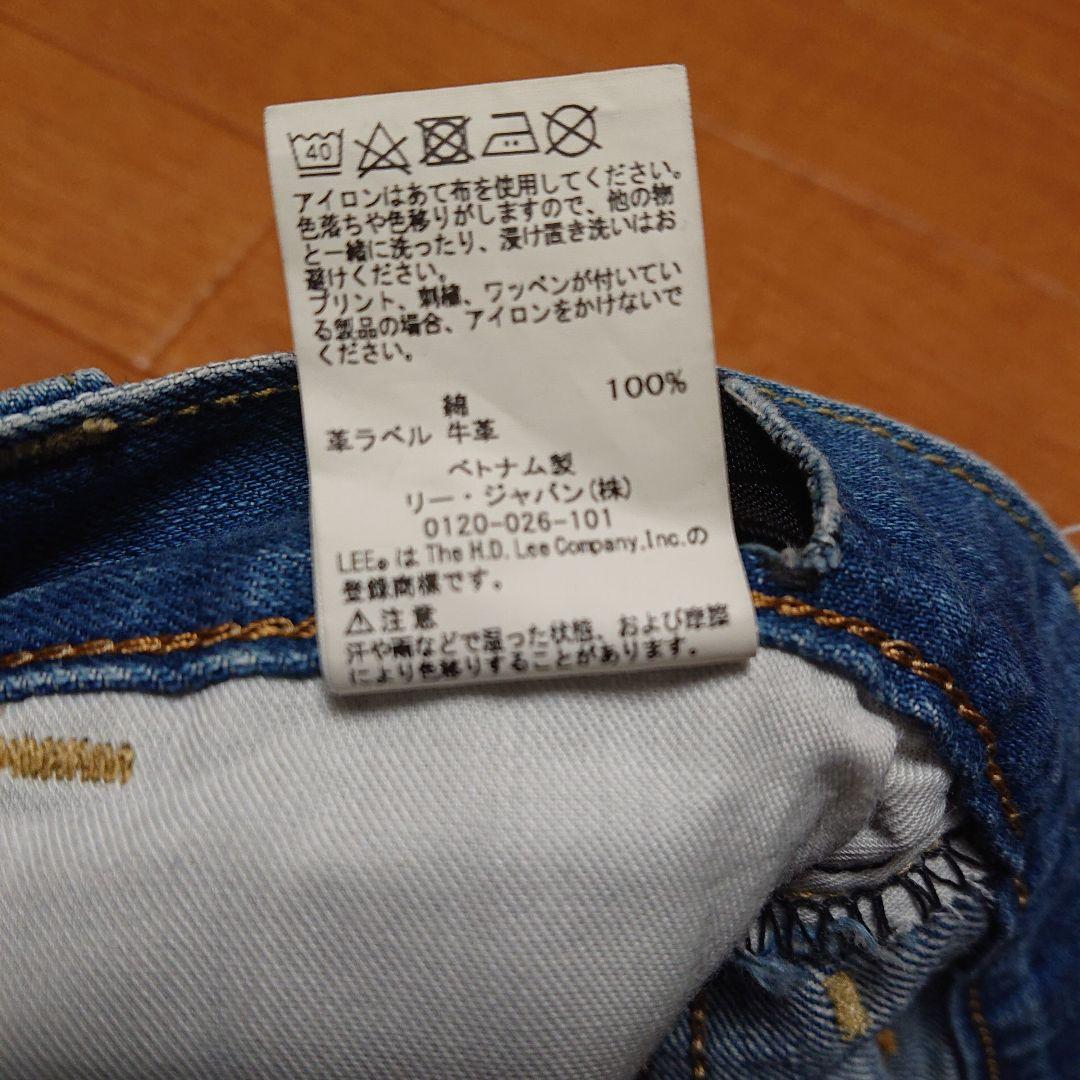 40
アイロンはあて布を使用してください。
色落ちや色移りがしますので、他の物
と一緒に洗ったり、浸け置き洗いはお
避けください。
プリント、刺繍、ワッペンが付いてい
る製品の場合、アイロンをかけないで
ください。
綿 100%
革ラベル 牛革
ベトナム製
リー・ジャパン(株)
0120-026-101
LEE®は The H.D. Lee Company, Inc.の
登録商標です。
⚠注意
汗や雨などで湿った状態、および摩擦
により色移りすることがあります。